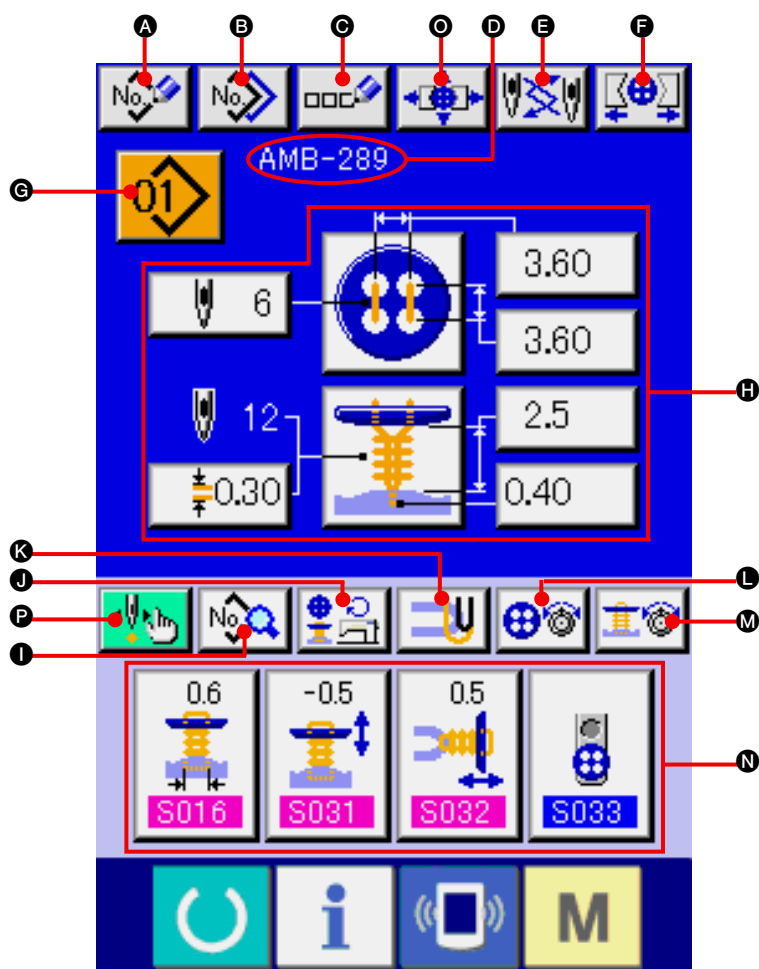 A B C O D E F
No. No.
AMB-289
G 01
3.60
6
3.60
H
12 2.5
0.30 0.40
K
J L
P No. M
I
0.6 -0.5 0.5
N
S016 S031 S032 S033
i M